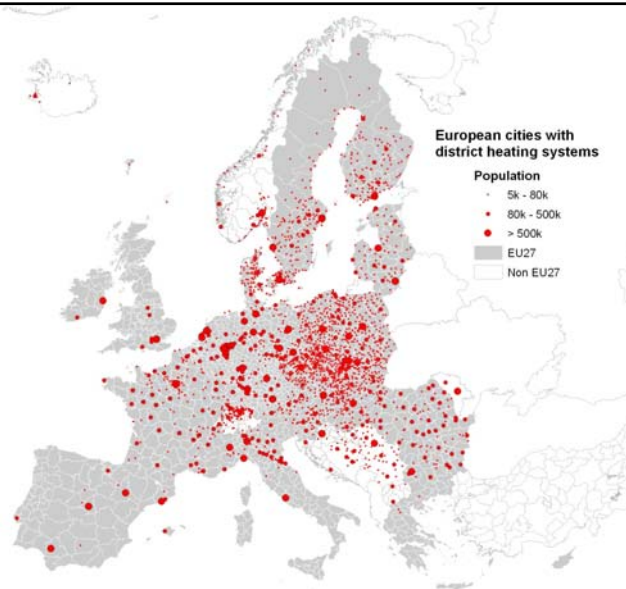 European cities with
district heating systems
Population
5k - 80k
80k - 500k
> 500k
EU27
Non EU27